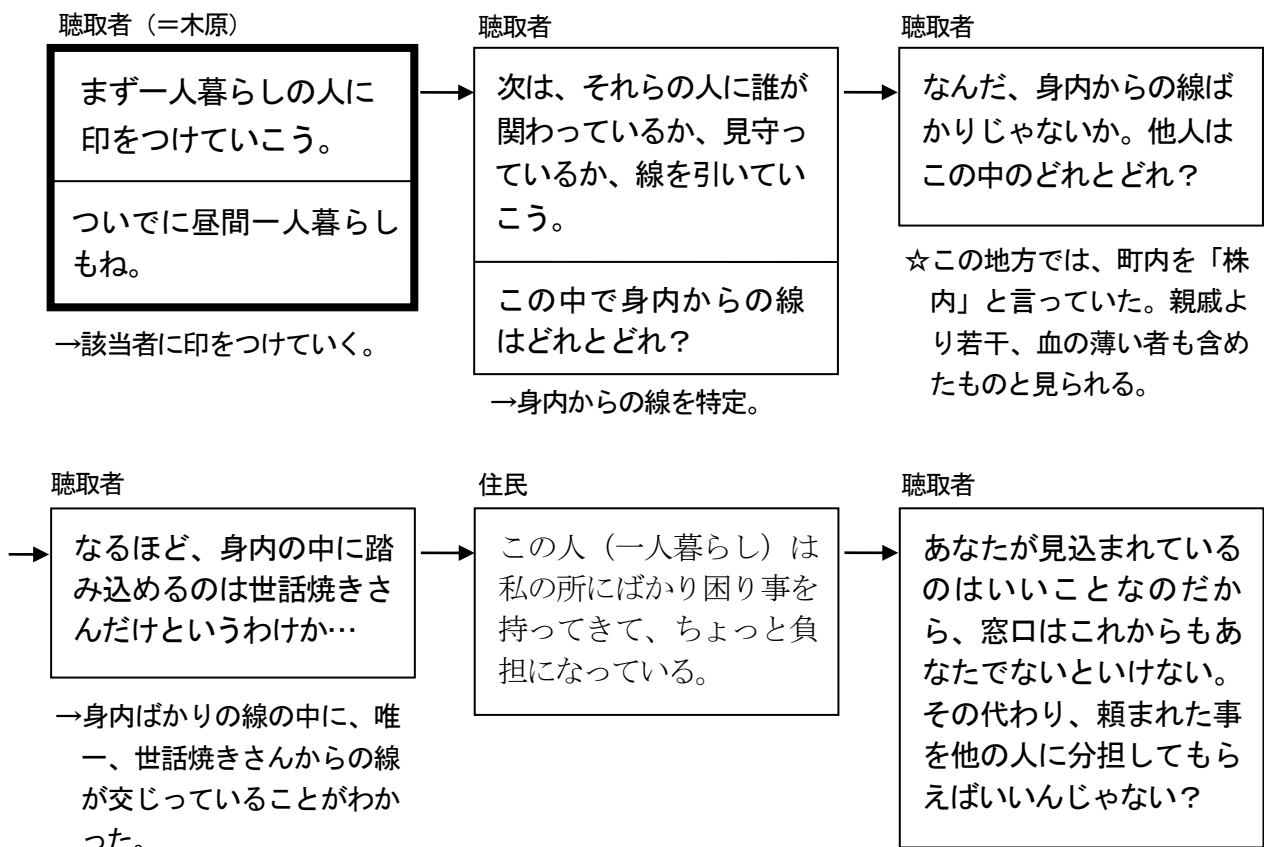 聴取者（＝木原）
まず一人暮らしの人に
印をつけていこう。
ついでに昼間一人暮らし
もね。
→該当者に印をつけていく。
聴取者
次は、それらの人に誰が
関わっているか、見守っ
ているか、線を引いてい
こう。
この中で身内からの線
はどれとどれ？
→身内からの線を特定。
聴取者
なんだ、身内からの線ば
かりじゃないか。他人は
この中のどれとどれ？
☆この地方では、町内を「株
内」と言っていた。親戚よ
り若干、血の薄い者も含め
たものと見られる。
聴取者
なるほど、身内の中に踏
み込めるのは世話焼きさ
んだけというわけか…
→身内ばかりの線の中に、唯
一、世話焼きさんからの線
が交じっていることがわか
った。
住民
この人（一人暮らし）は
私の所にばかり困り事を
持ってきて、ちょっと負
担になっている。
聴取者
あなたが見込まれている
のはいいことなのだか
ら、窓口はこれからもあ
なたでないといけない。
その代わり、頼まれた事
を他の人に分担してもら
えばいいんじゃない？